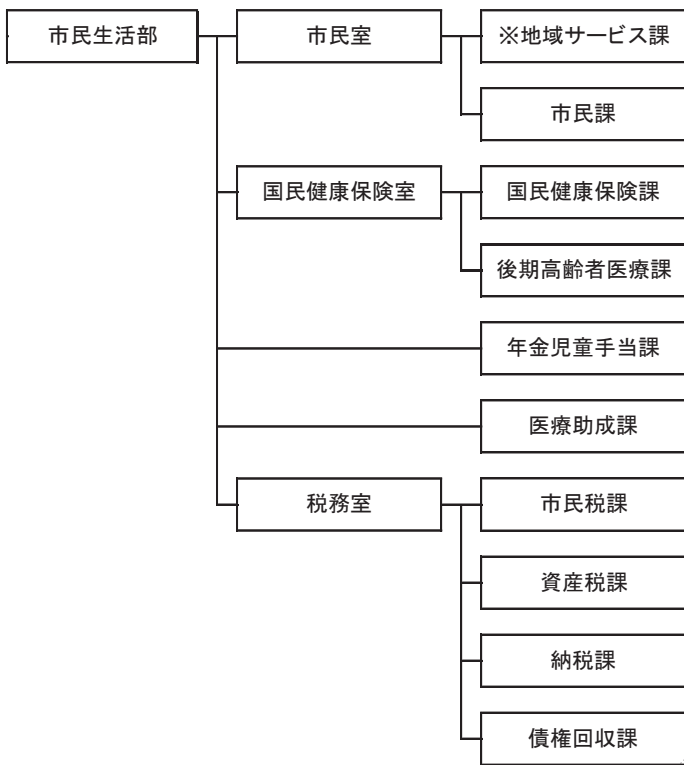 市民生活部
市民室
※地域サービス課
市民課
国民健康保険室
国民健康保険課
後期高齢者医療課
年金児童手当課
医療助成課
税務室
市民税課
資産税課
納税課
債権回収課